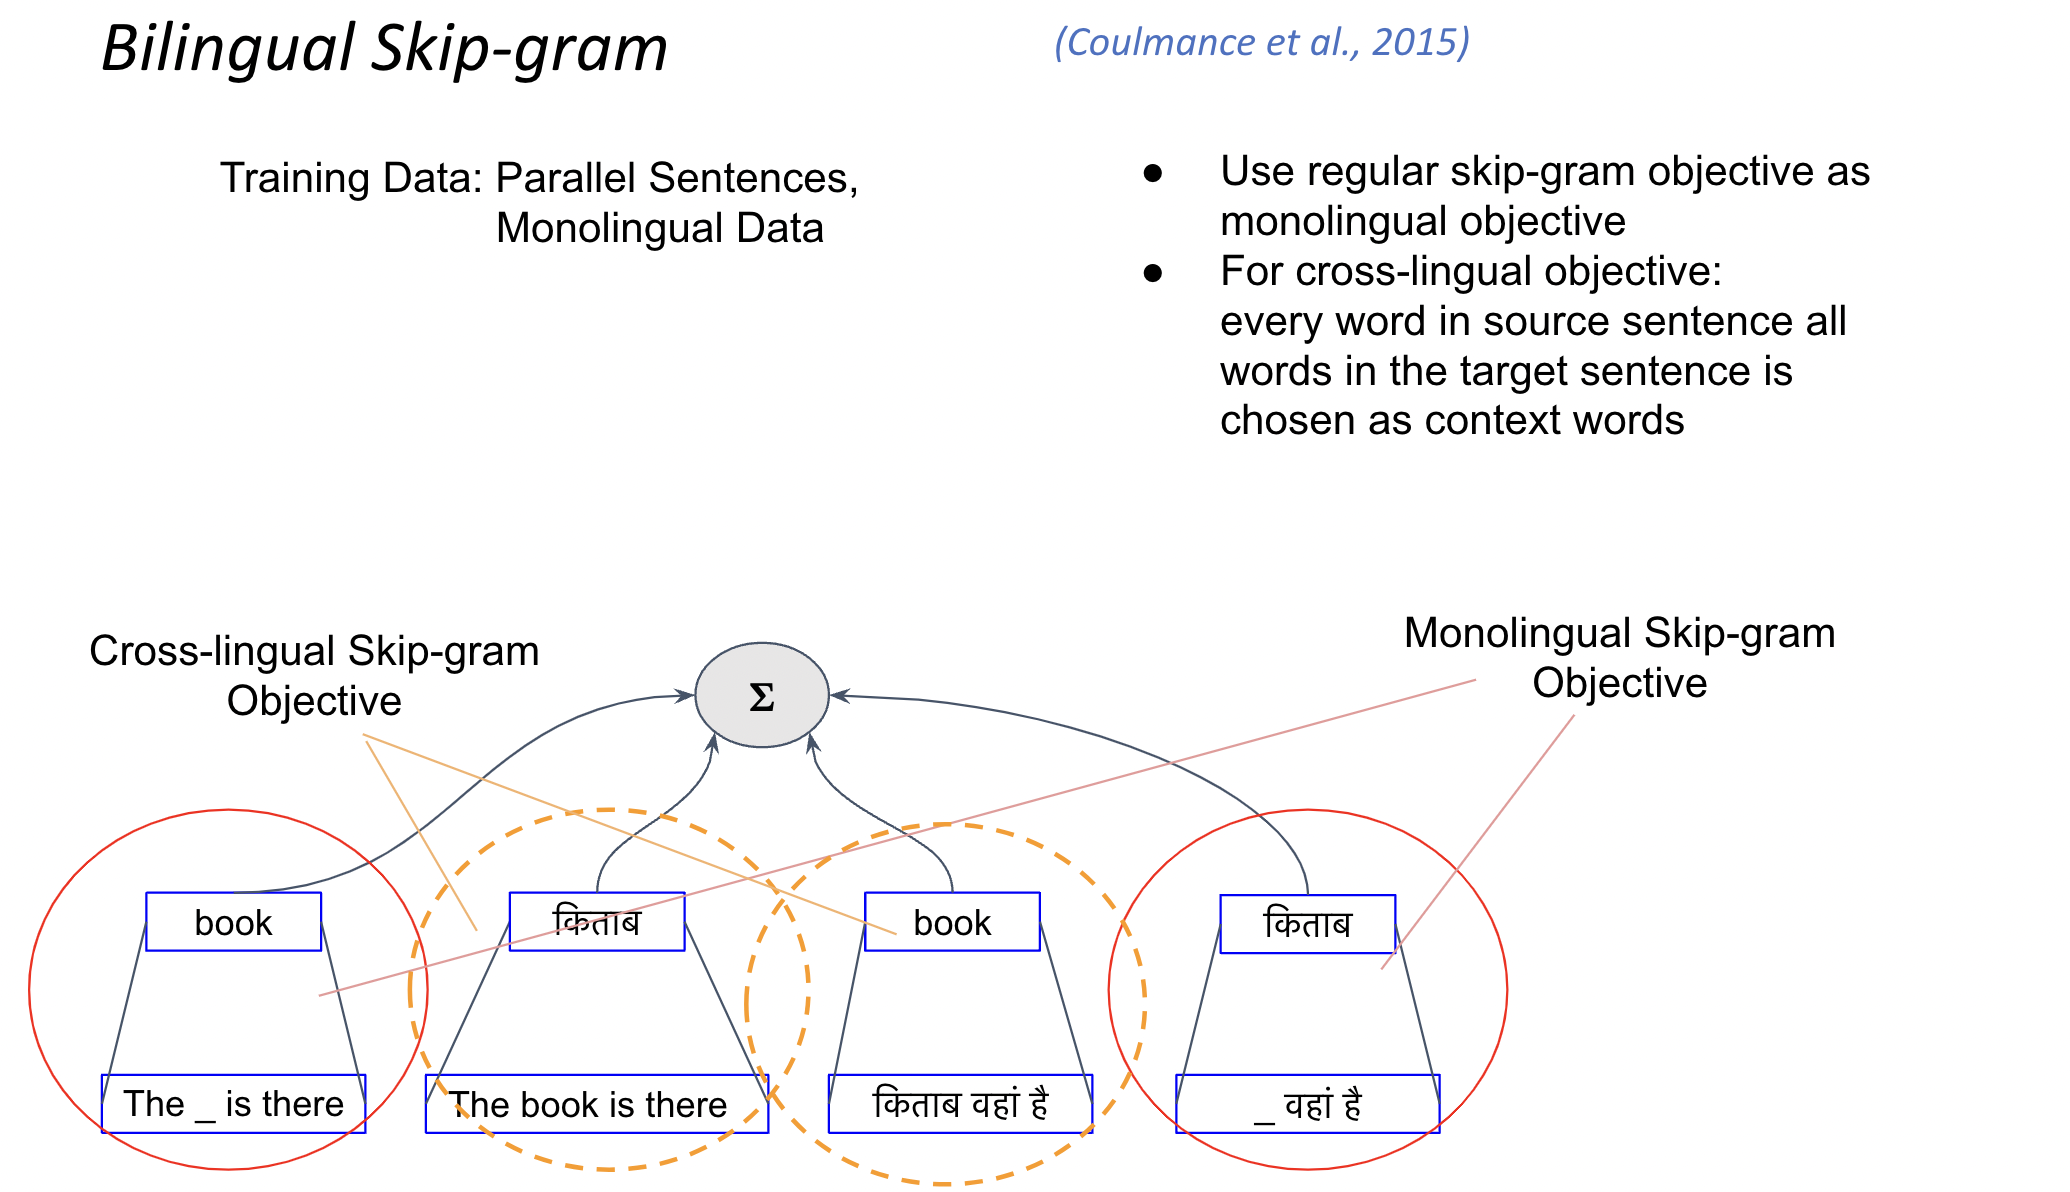 Bilingual Skip-gram
(Coulmance et al., 2015)
Training Data: Parallel Sentences,
Monolingual Data
● Use regular skip-gram objective as
monolingual objective
● For cross-lingual objective:
every word in source sentence all
words in the target sentence is
chosen as context words
Cross-lingual Skip-gram
Objective
Monolingual Skip-gram
Objective
Σ
book
किताब
book
किताब
The _ is there
The book is there
किताब वहां है
_ वहां है